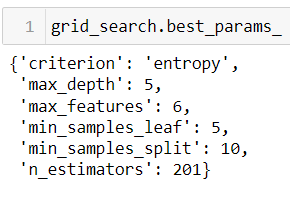 1 grid_search.best_params_
{'criterion': 'entropy',
'max_depth': 5,
'max_features': 6,
'min_samples_leaf': 5,
'min_samples_split': 10,
'n_estimators': 201}